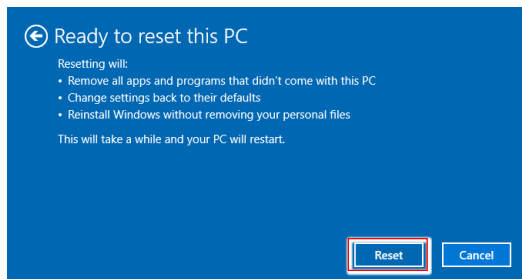 Ready to reset this PC
Resetting will:
• Remove all apps and programs that didn't come with this PC
• Change settings back to their defaults
• Reinstall Windows without removing your personal files
This will take a while and your PC will restart.
Reset
Cancel